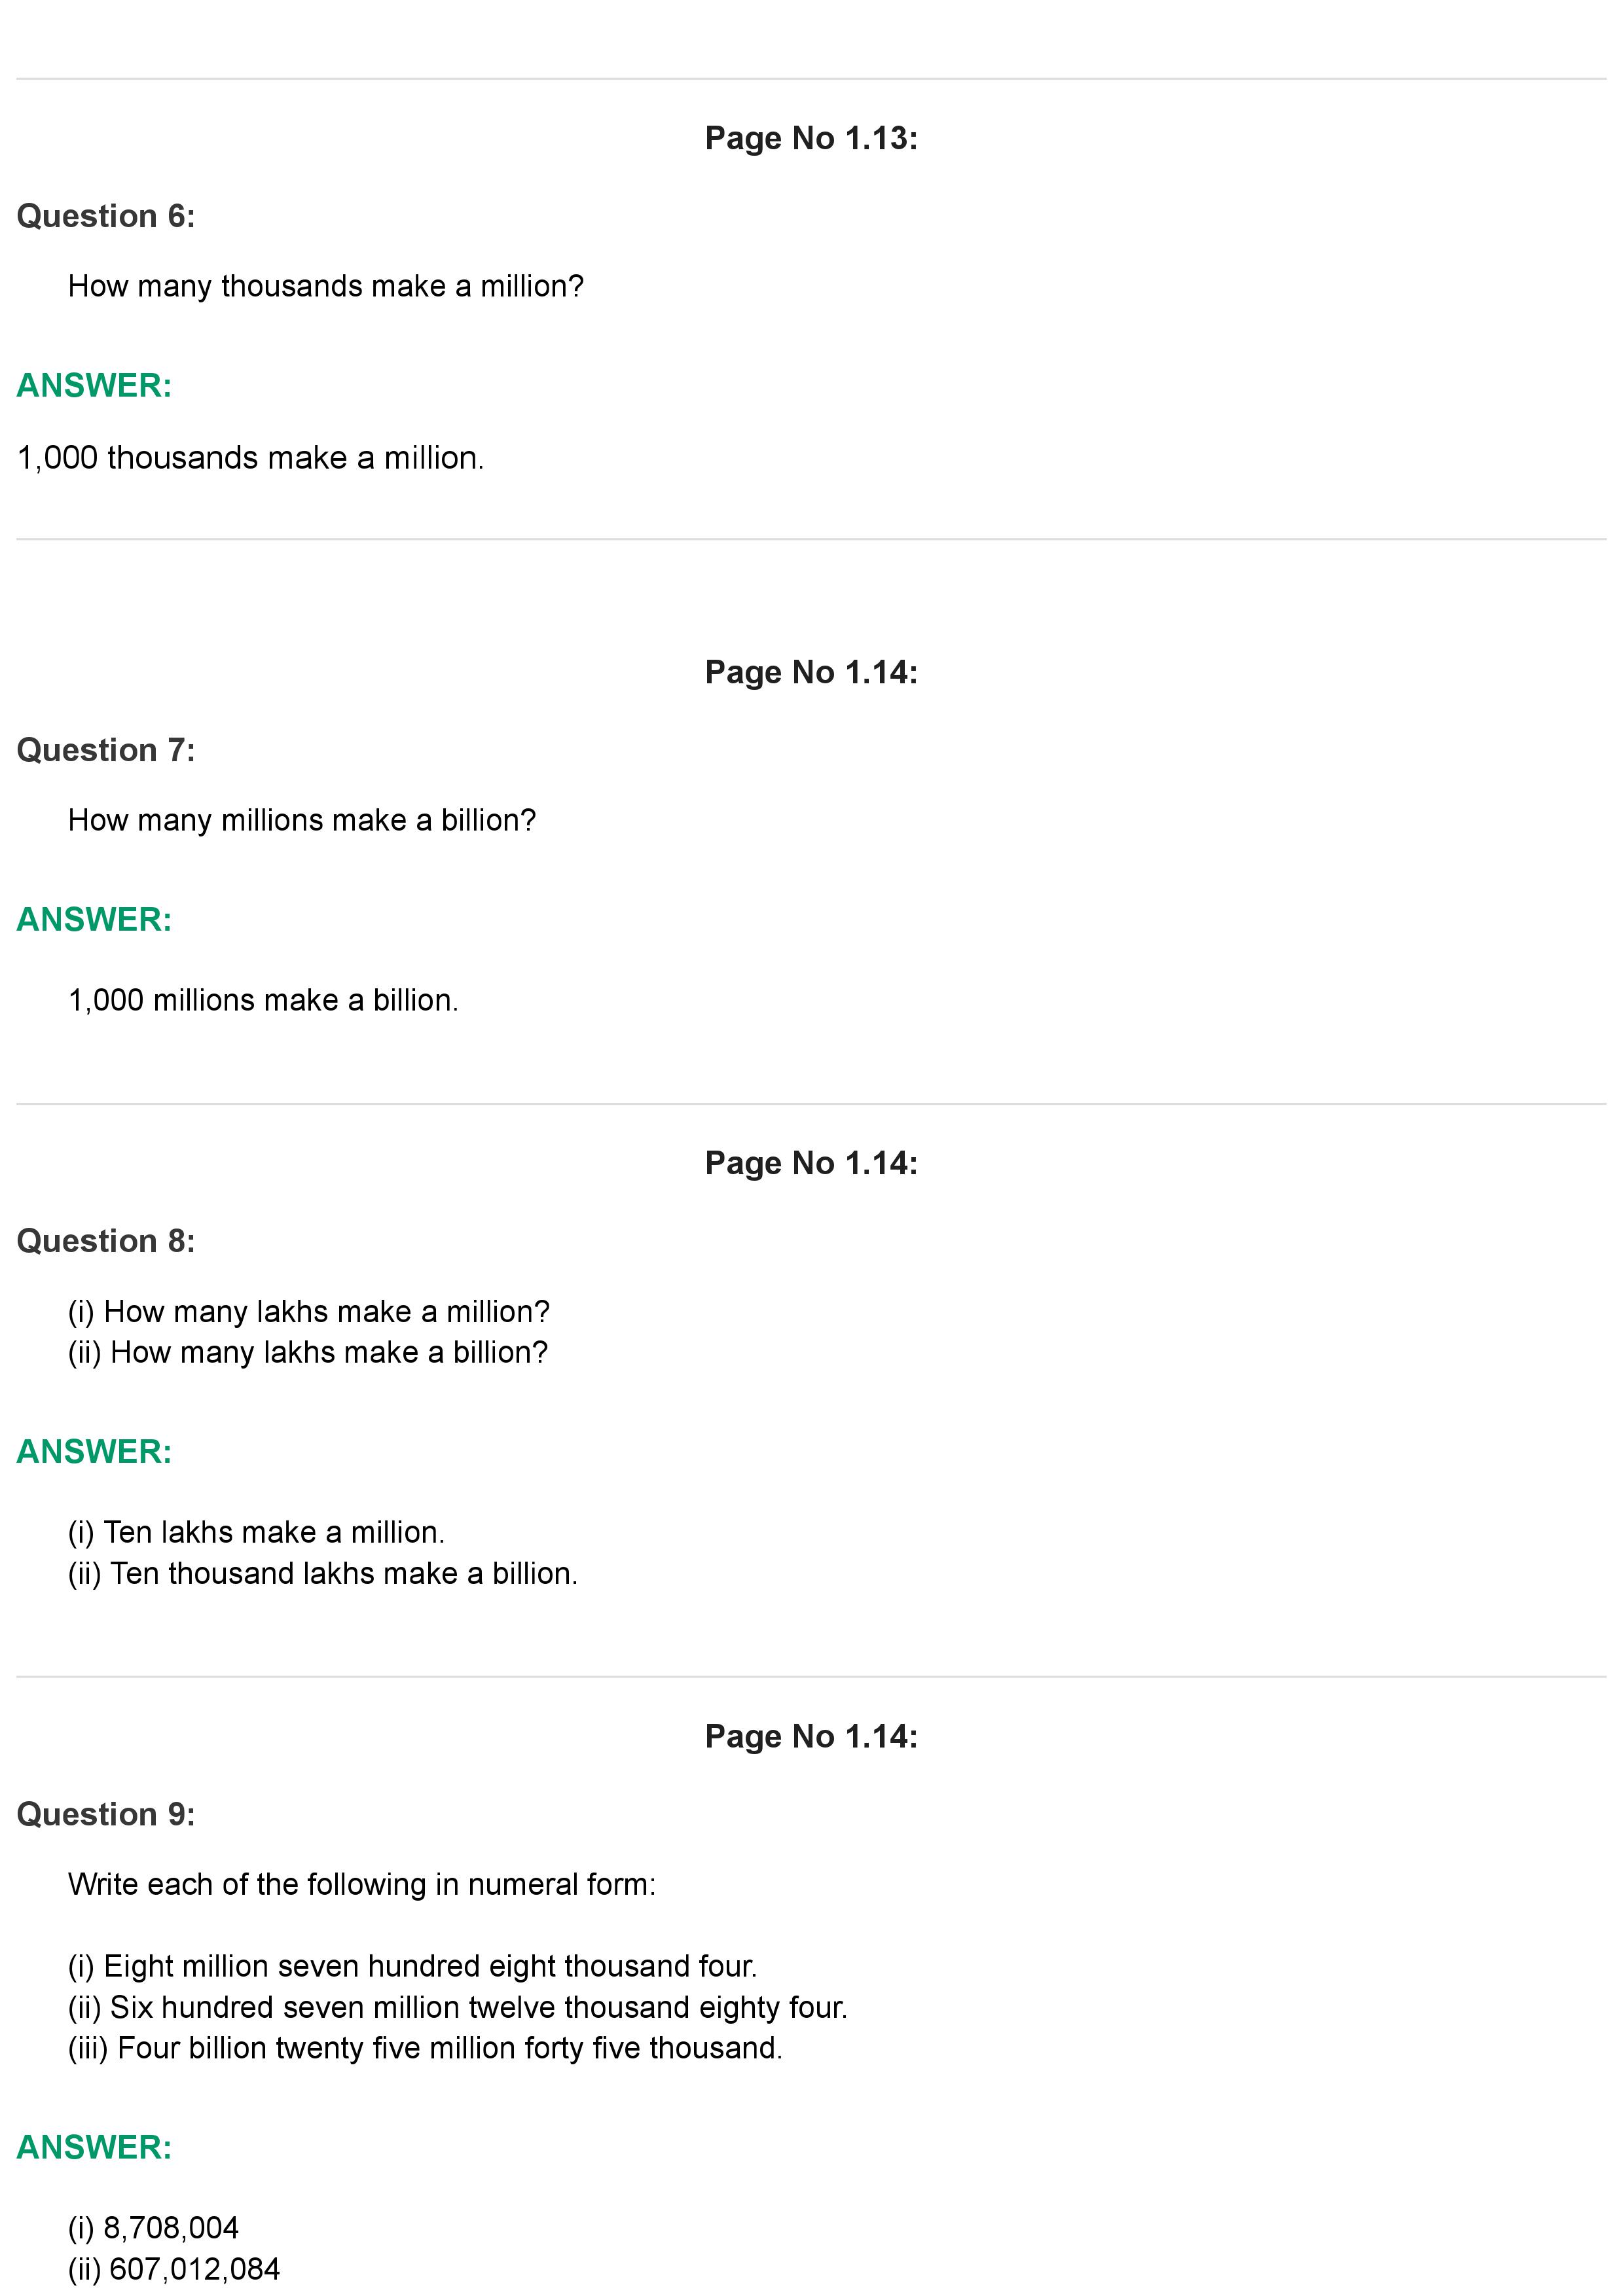 Page No 1.13:
Question 6:
How many thousands make a million?
ANSWER:
1,000 thousands make a million.
Page No 1.14:
Question 7:
How many millions make a billion?
ANSWER:
1,000 millions make a billion.
Page No 1.14:
Question 8:
(i) How many lakhs make a million?
(ii) How many lakhs make a billion?
ANSWER:
(i) Ten lakhs make a million.
(ii) Ten thousand lakhs make a billion.
Page No 1.14:
Question 9:
Write each of the following in numeral form:
(i) Eight million seven hundred eight thousand four.
(ii) Six hundred seven million twelve thousand eighty four.
(iii) Four billion twenty five million forty five thousand.
ANSWER:
(i) 8,708,004
(ii) 607,012,084